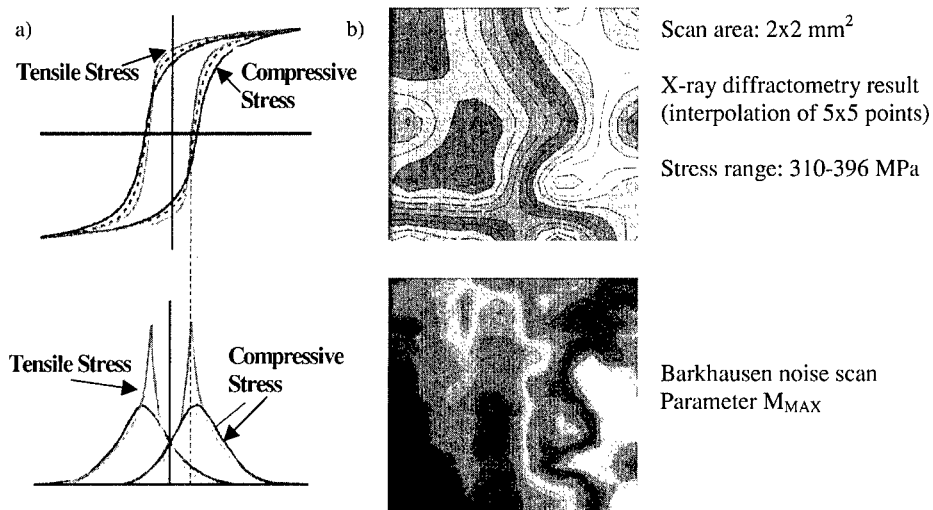 a)
Tensile Stress
Compressive
Stress
b)
Scan area: 2x2 mm²
X-ray diffractometry result
(interpolation of 5x5 points)
Stress range: 310-396 MPa
Tensile Stress
Compressive
Stress
Barkhausen noise scan
Parameter M_MAX